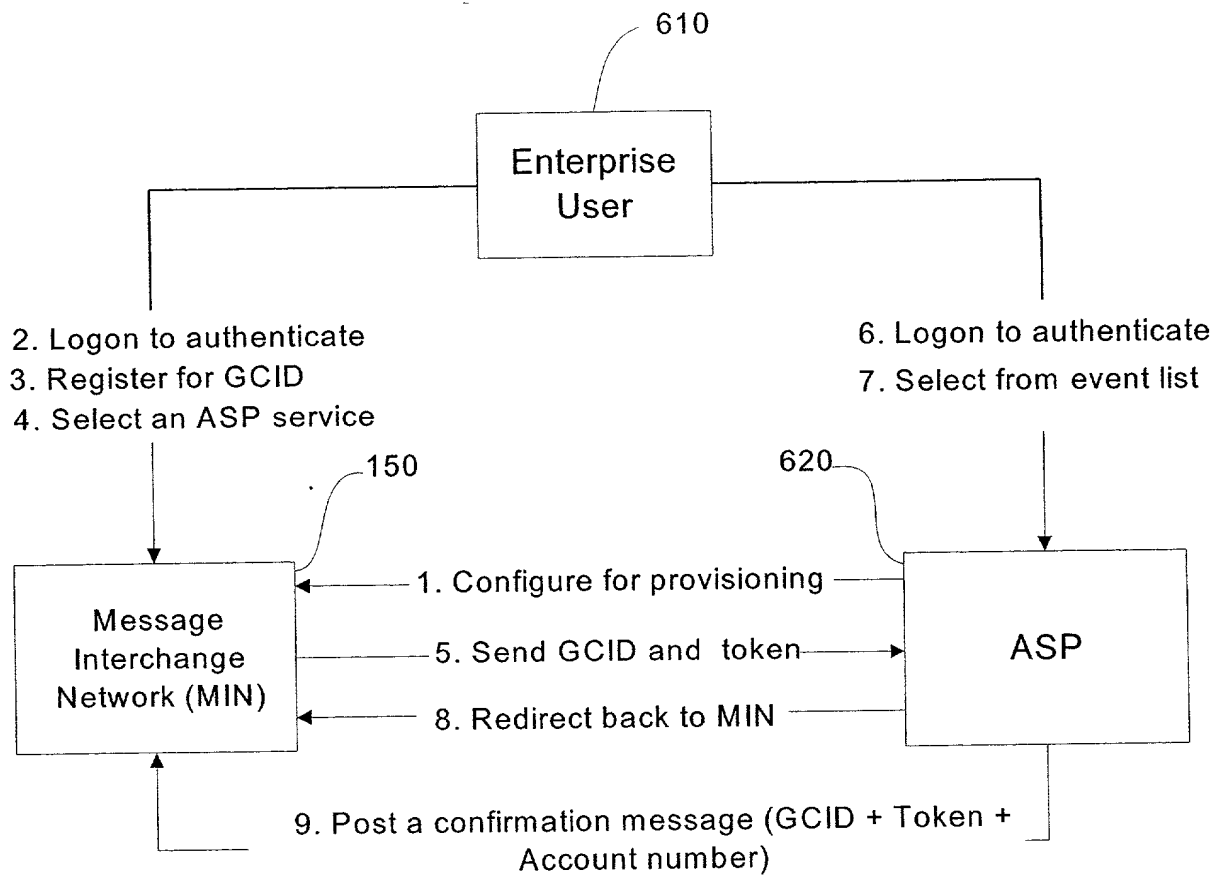 610
Enterprise
User
2. Logon to authenticate
3. Register for GCID
4. Select an ASP service
6. Logon to authenticate
7. Select from event list
150
620
Message
Interchange
Network (MIN)
1. Configure for provisioning
5. Send GCID and token
8. Redirect back to MIN
ASP
9. Post a confirmation message (GCID + Token +
Account number)